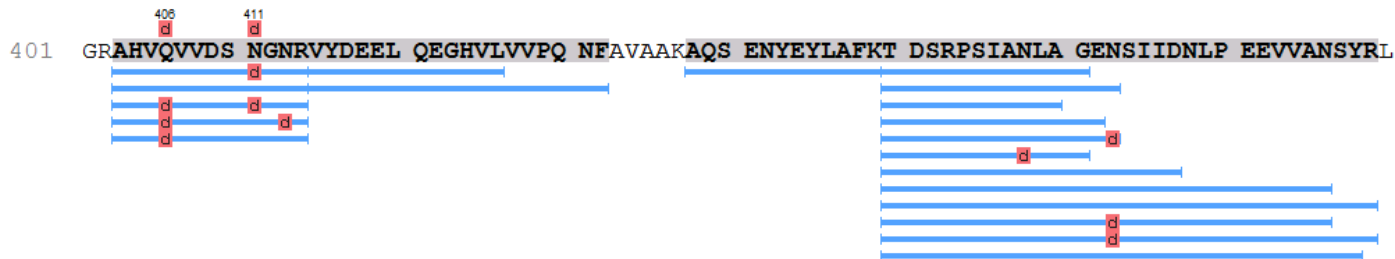 406 411
d d
401 GRAHVQVVDS NGNRVYDEEL QEGHVLVVPQ NFAVAAKAQS ENYEYLAFKT DSRPSIANLA GENSIIDNLP EEVVANSYRL
d
d d
d d
d d
d
d
d